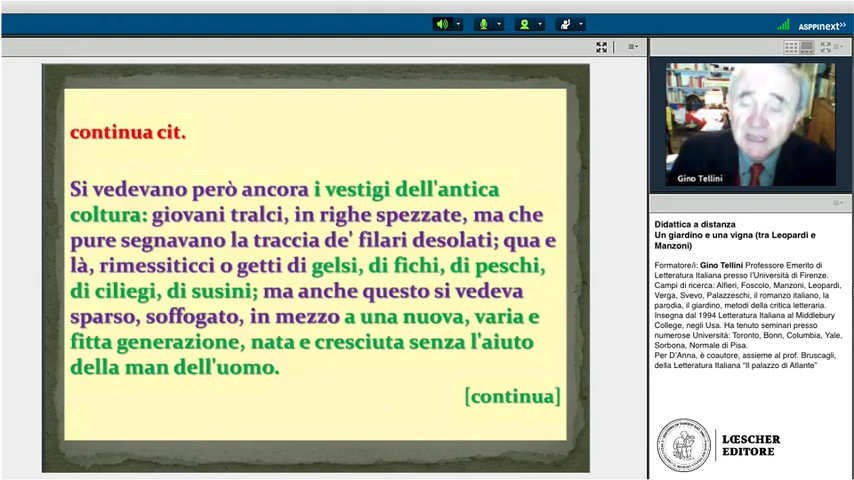 ASPPInext>>
continua cit.
Si vedevano però ancora i vestigi dell'antica
coltura: giovani tralci, in righe spezzate, ma che
pure segnavano la traccia de' filari desolati; qua e
là, rimessiticci o getti di gelsi, di fichi, di peschi,
di ciliegi, di susini; ma anche questo si vedeva
sparso, soffogato, in mezzo a una nuova, varia e
fitta generazione, nata e cresciuta senza l'aiuto
della man dell'uomo.
[continua]
Gino Tellini
Didattica a distanza
Un giardino e una vigna (tra Leopardi e
Manzoni)
Formatore/i: Gino Tellini Professore Emerito di
Letteratura Italiana presso l'Università di Firenze.
Campi di ricerca: Alfieri, Foscolo, Manzoni, Leopardi,
Verga, Svevo, Palazzeschi, il romanzo italiano, la
parodia, il giardino, metodi della critica letteraria.
Insegna dal 1994 Letteratura Italiana al Middlebury
College, negli Usa. Ha tenuto seminari presso
numerose Università: Toronto, Bonn, Columbia, Yale,
Sorbona, Normale di Pisa.
Per D'Anna, è coautore, assieme al prof. Bruscagli,
della Letteratura Italiana "Il palazzo di Atlante"
LŒSCHER
EDITORE